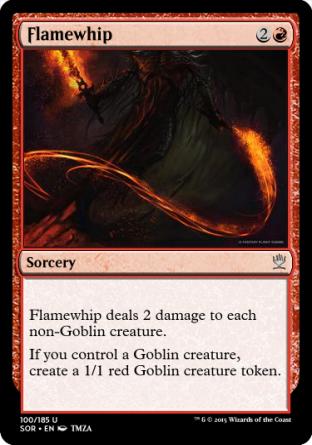 Flamewhip 2
Sorcery
Flamewhip deals 2 damage to each
non-Goblin creature.
If you control a Goblin creature,
create a 1/1 red Goblin creature token.
100/185 U
SOR • EN TMZA
™ & © 2015 Wizards of the Coast